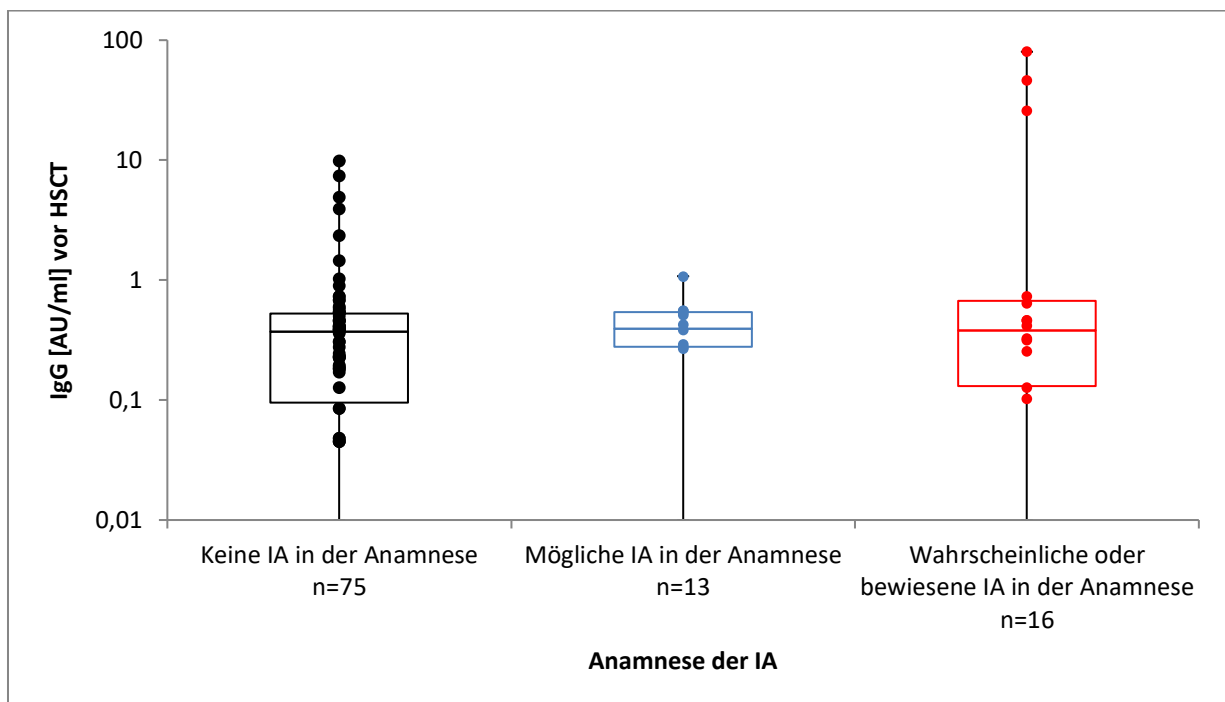 100
10
1
0,1
0,01
IgG [AU/ml] vor HSCT
Keine IA in der Anamnese
n=75
Mögliche IA in der Anamnese
n=13
Wahrscheinliche oder
bewiesene IA in der Anamnese
n=16
Anamnese der IA